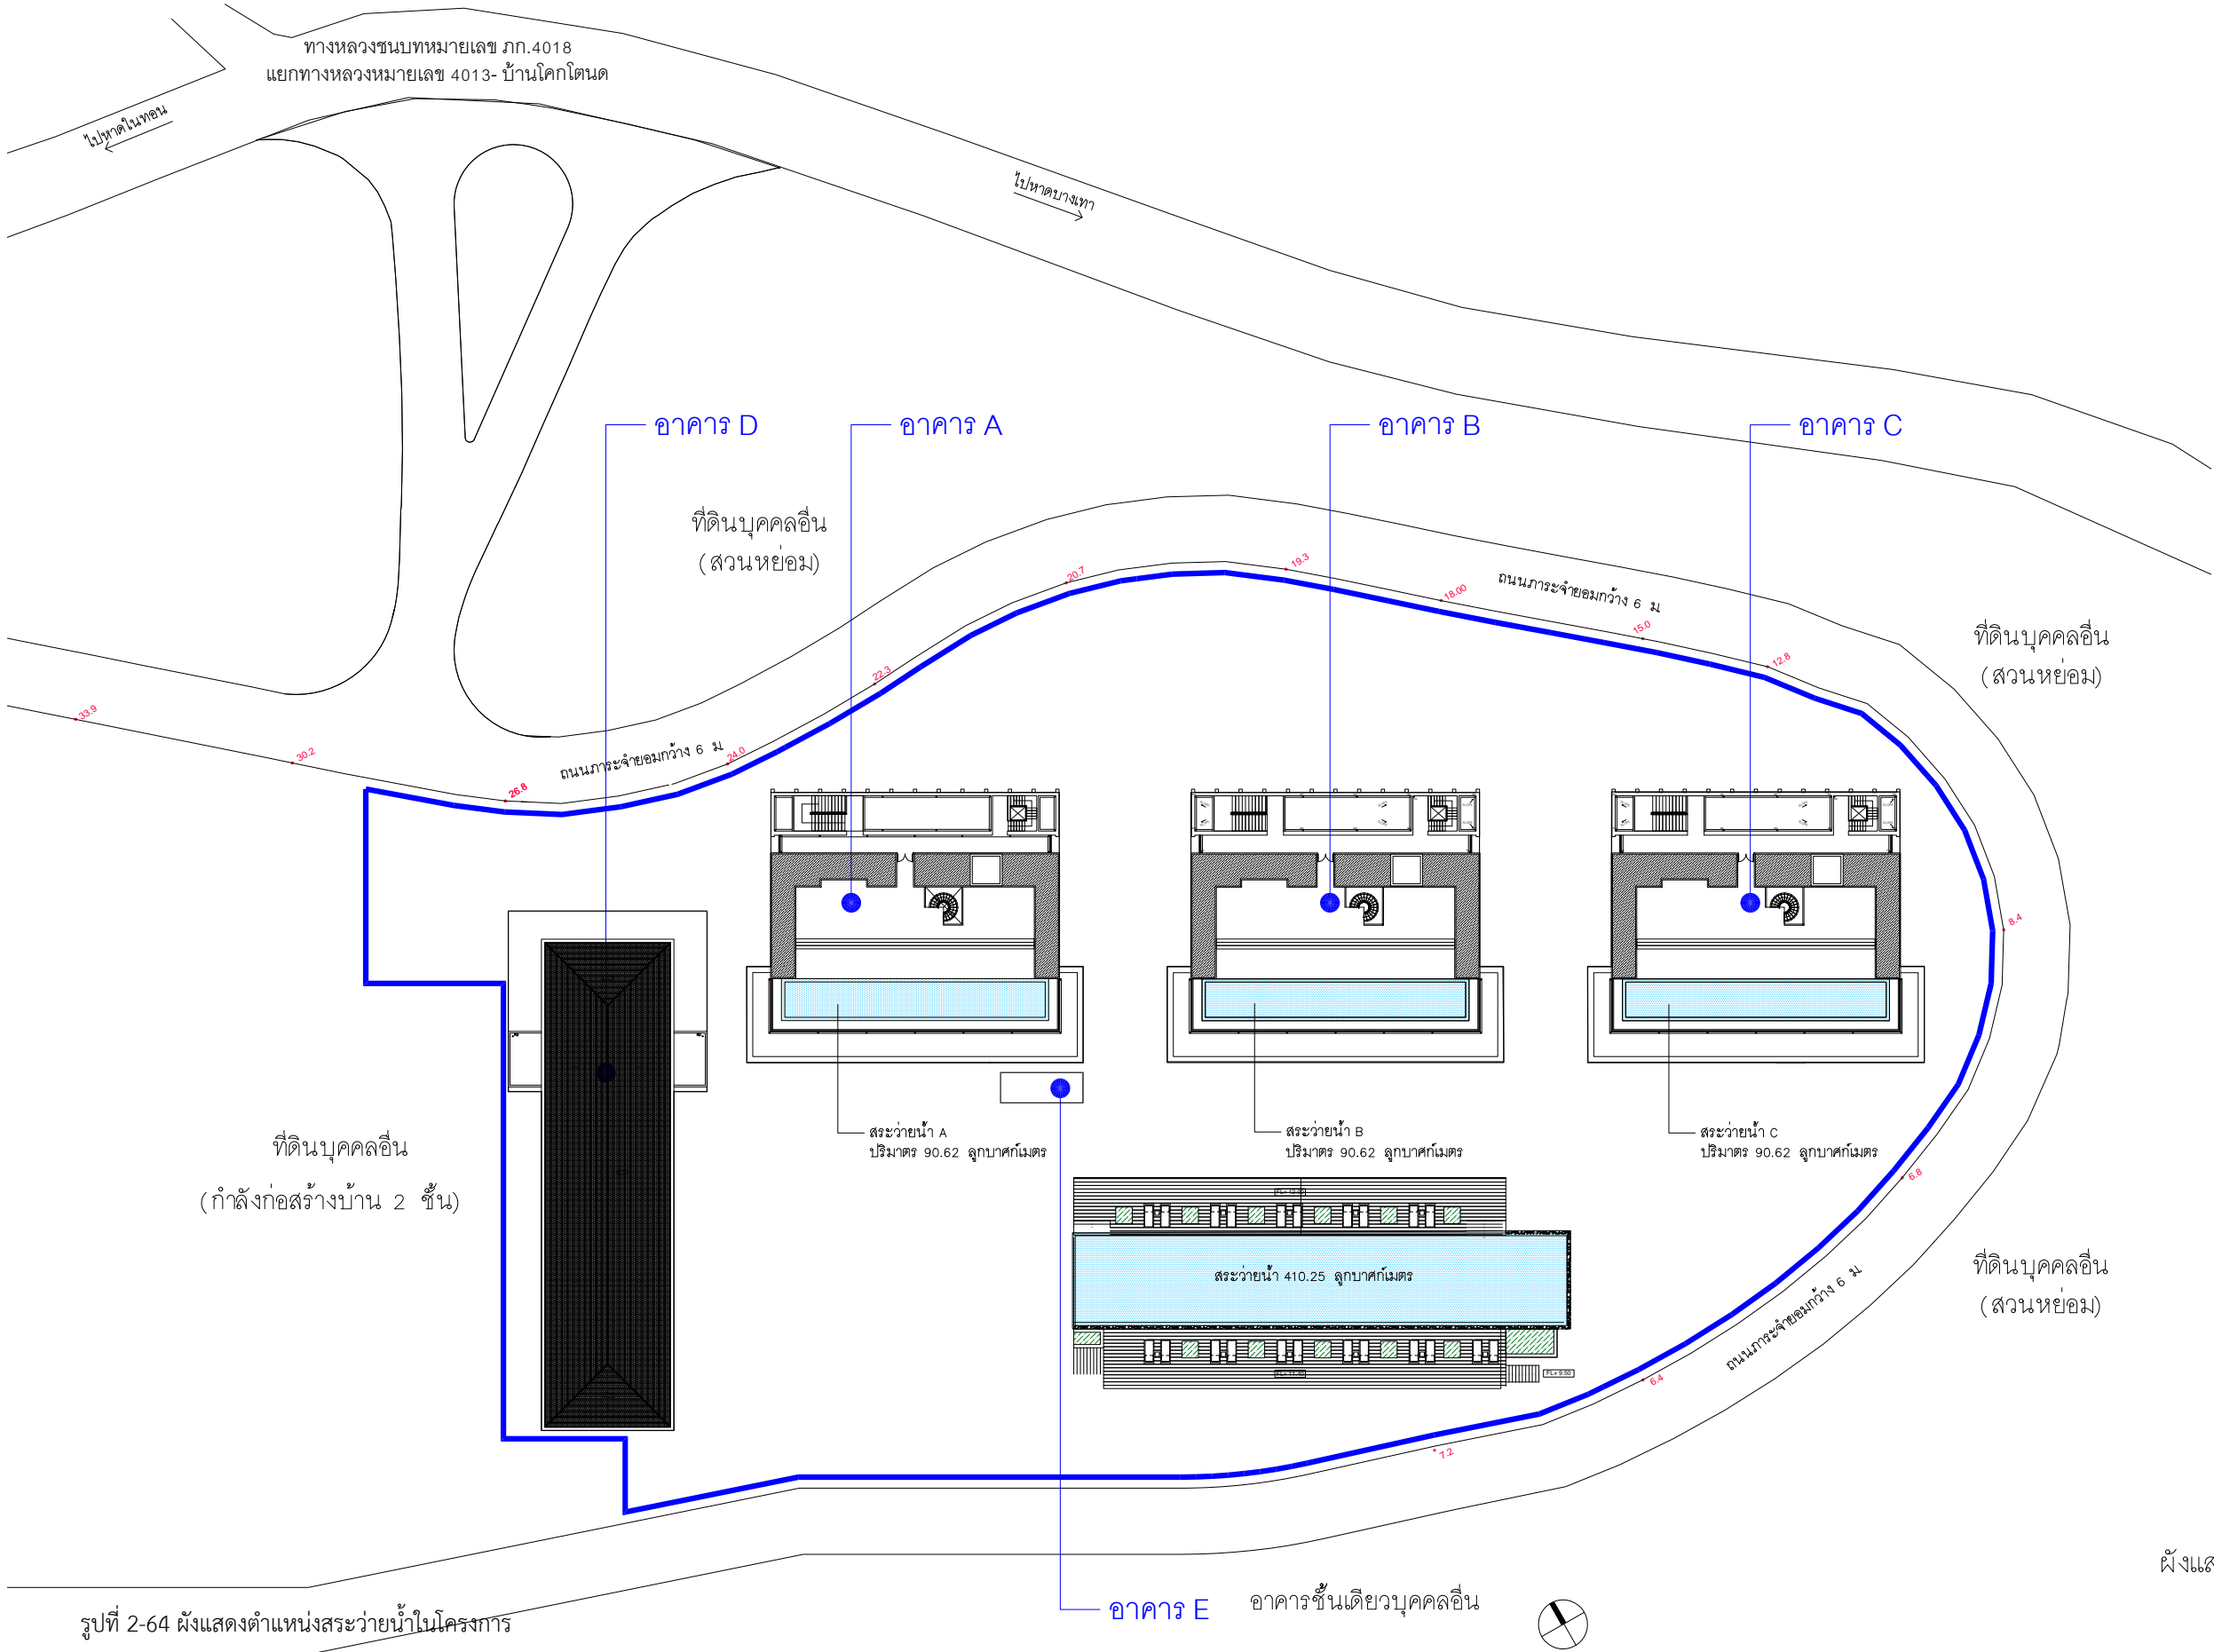 ทางหลวงชนบทหมายเลข ภก.4018
แยกทางหลวงหมายเลข 4013- บ้านโคกโตนด
ไปหาดในทอน
ไปหาดบางเทา
อาคาร D
อาคาร A
อาคาร B
อาคาร C
ที่ดินบุคคลอื่น
(สวนหย่อม)
20.7
19.3
18.00
ถนนภาระจำยอมกว้าง 6 ม.
15.0
12.8
ที่ดินบุคคลอื่น
(สวนหย่อม)
22.3
33.9
30.2
26.8
ถนนภาระจำยอมกว้าง 6 ม.
24.0
8.4
สระว่ายน้ำ A
ปริมาตร 90.62 ลูกบาศก์เมตร
สระว่ายน้ำ B
ปริมาตร 90.62 ลูกบาศก์เมตร
สระว่ายน้ำ C
ปริมาตร 90.62 ลูกบาศก์เมตร
ที่ดินบุคคลอื่น
(กำลังก่อสร้างบ้าน 2 ชั้น)
6.8
สระว่ายน้ำ 410.25 ลูกบาศก์เมตร
ที่ดินบุคคลอื่น
(สวนหย่อม)
ถนนภาระจำยอมกว้าง 6 ม.
FL+ 9.50
6.4
7.2
ผังแส
อาคาร E
อาคารชั้นเดียวบุคคลอื่น
รูปที่ 2-64 ผังแสดงตำแหน่งสระว่ายน้ำในโครงการ